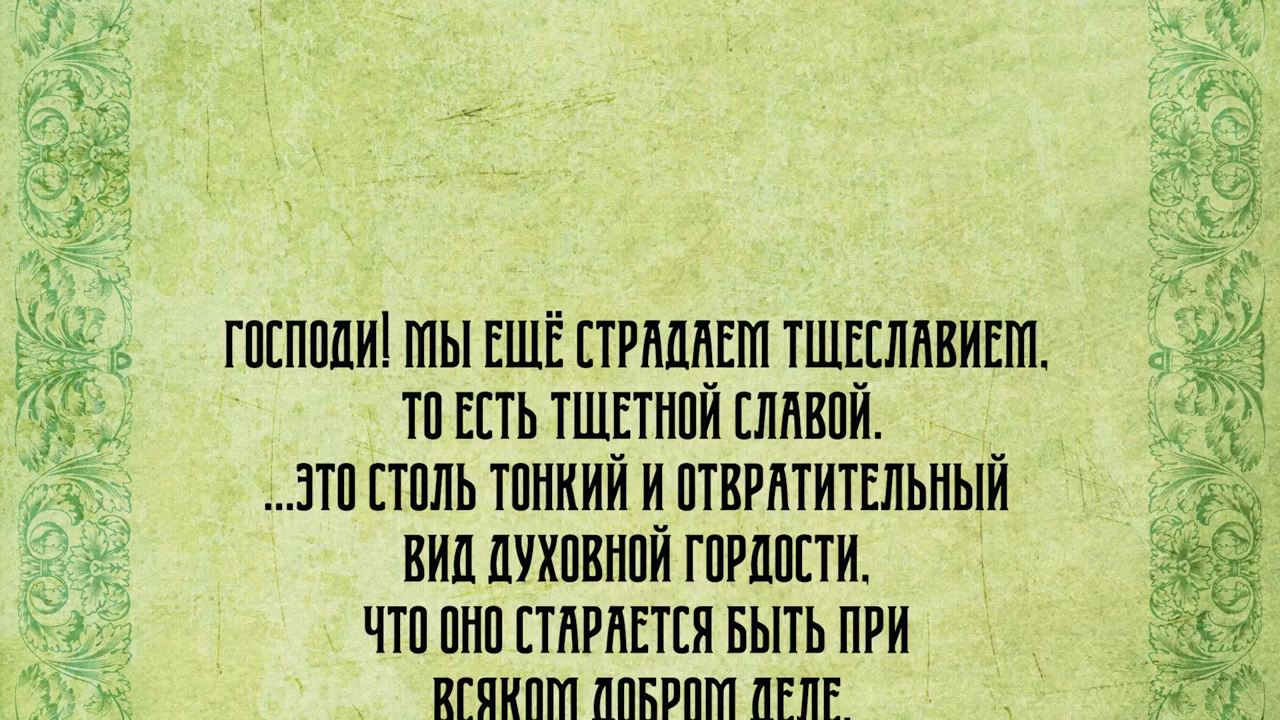 ГОСПОДИ! МЫ ЕЩЁ СТРАДАЕМ ТЩЕСЛАВИЕМ,
ТО ЕСТЬ ТЩЕТНОЙ СЛАВОЙ.
...ЭТО СТОЛЬ ТОНКИЙ И ОТВРАТИТЕЛЬНЫЙ
ВИД ДУХОВНОЙ ГОРДОСТИ,
ЧТО ОНО СТАРАЕТСЯ БЫТЬ ПРИ
ВСЯКОМ ДОБРОМ ДЕЛЕ.